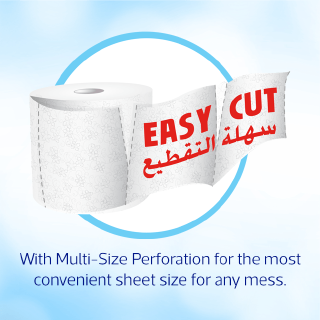 EASY CUT
سهلة التقطيع
With Multi-Size Perforation for the most
convenient sheet size for any mess.